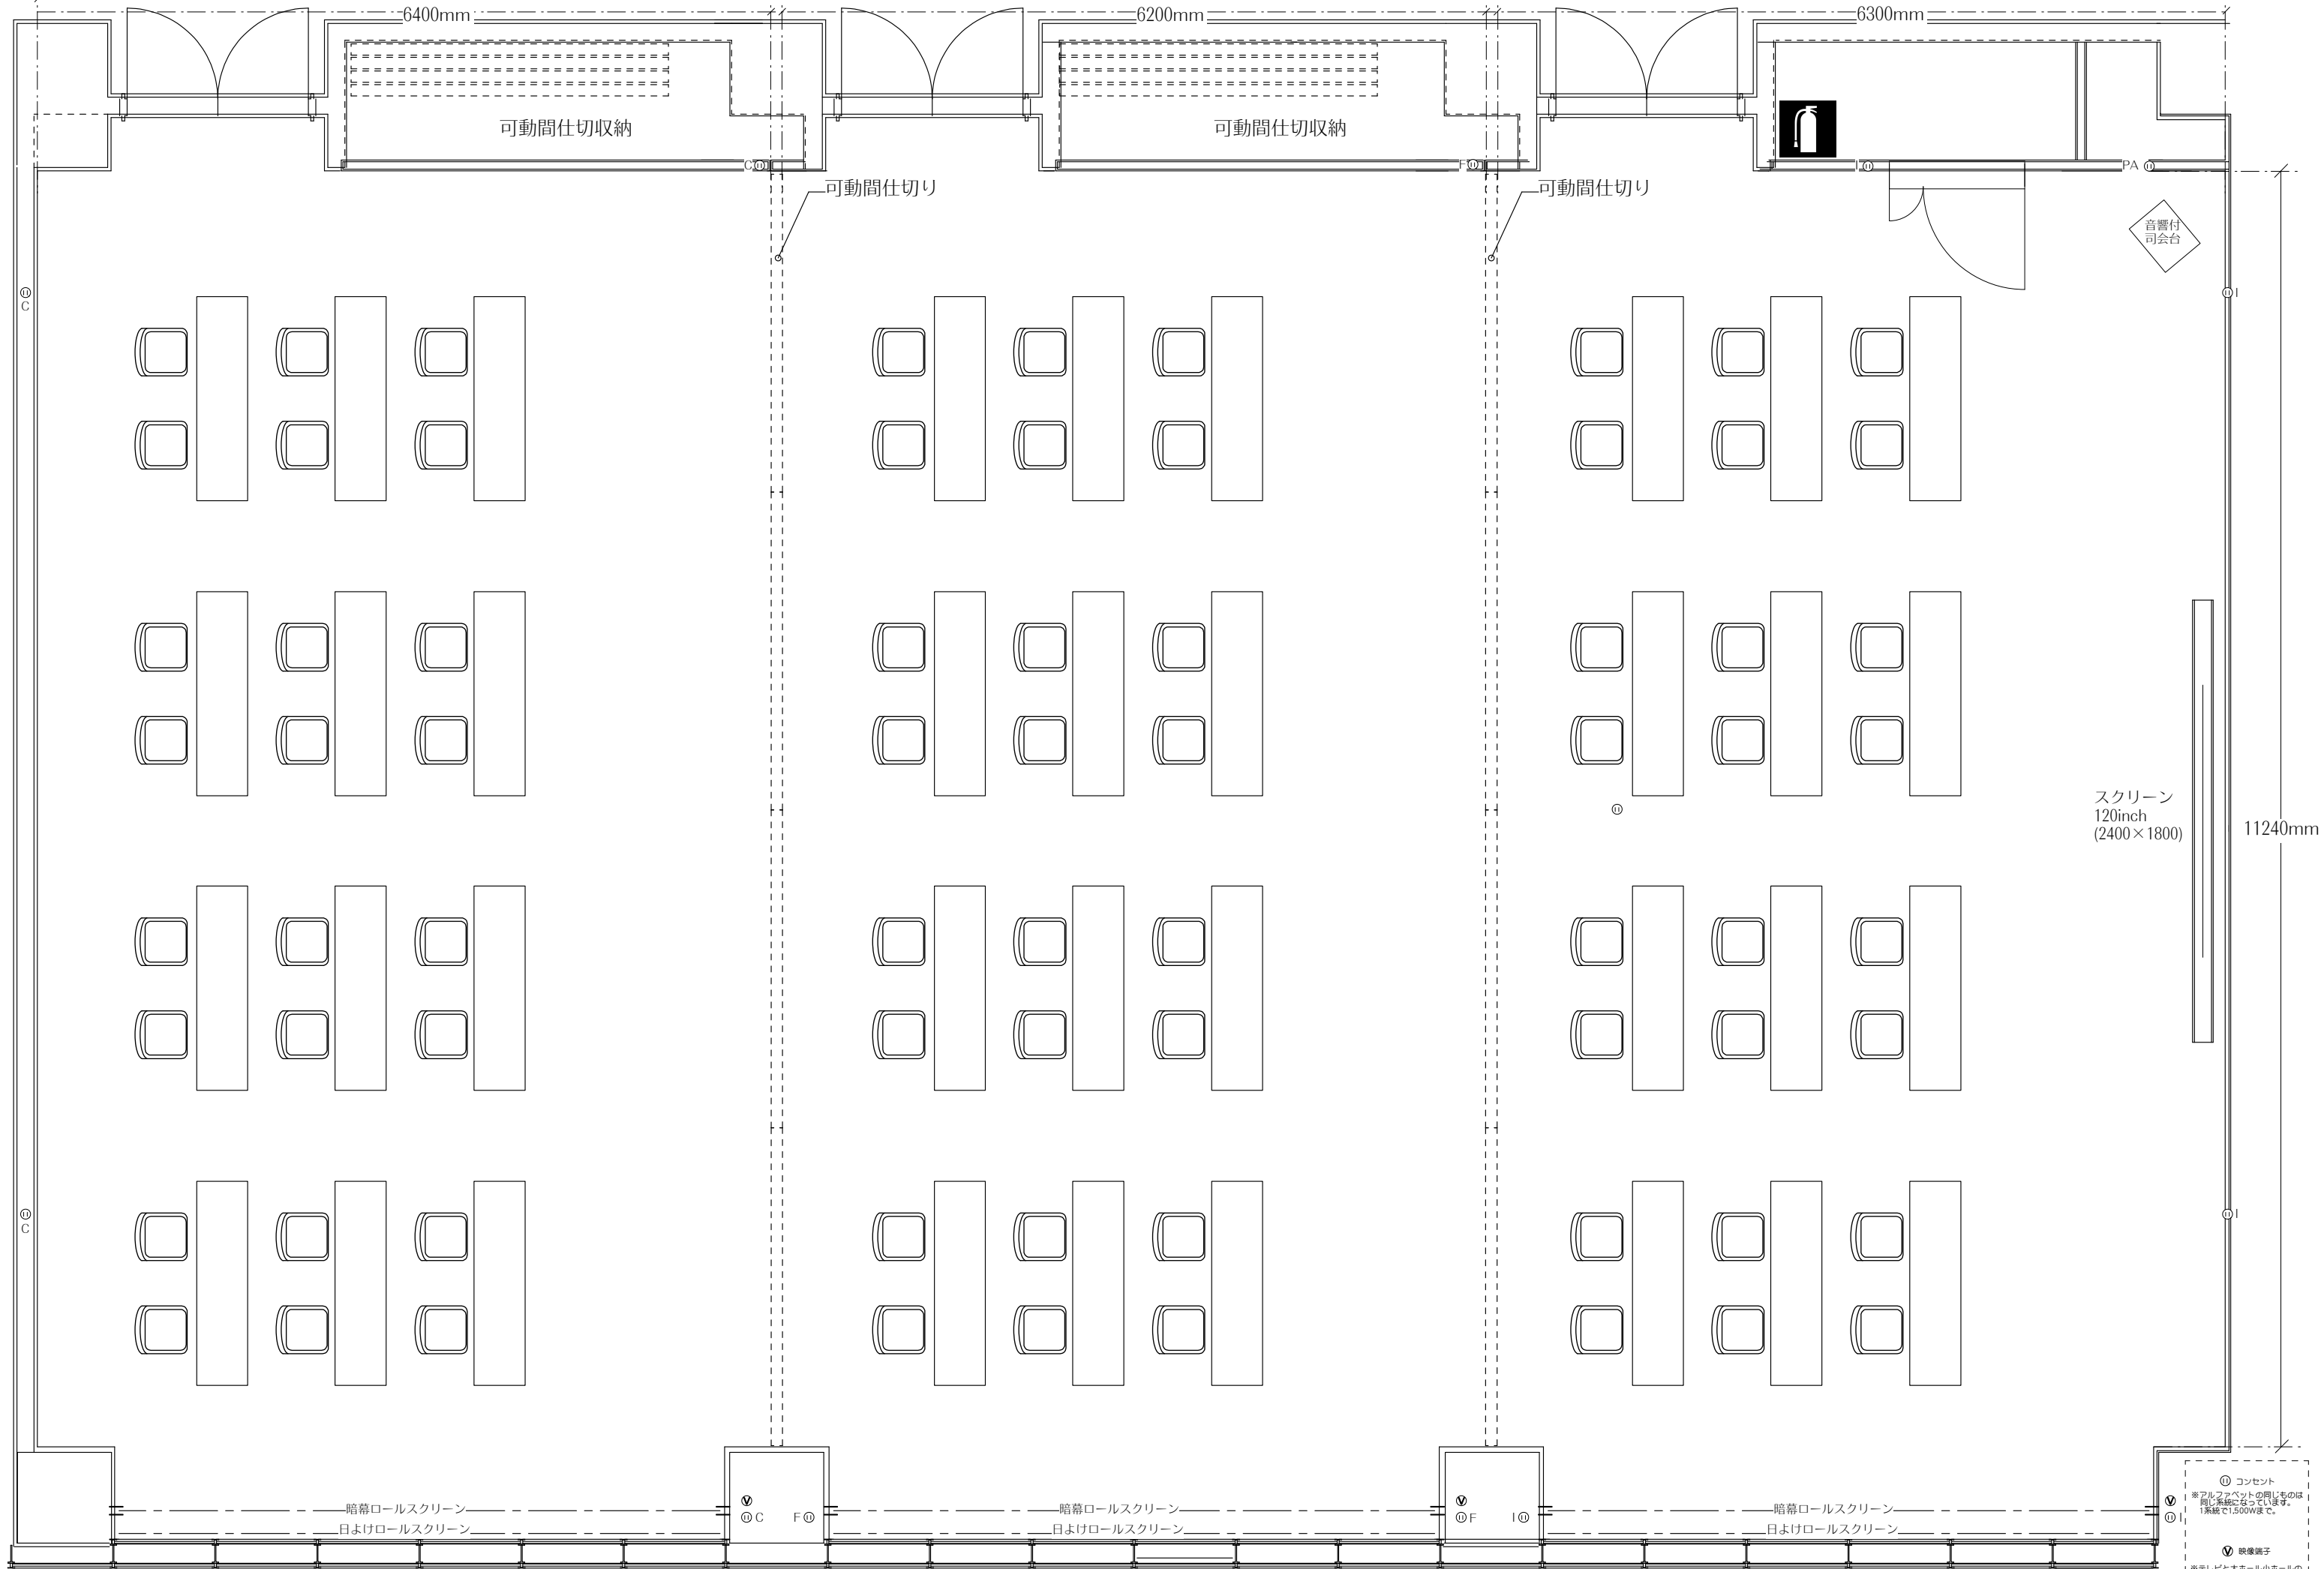 6400mm
6200mm
6300mm
可動間仕切収納
可動間仕切収納
C
F
I
PA
可動間仕切り
可動間仕切り
音響付
司会台
C
I
スクリーン
120inch
(2400×1800)
11240mm
C
I
コンセント
※アルファベットの同じものは
同じ系統になっています。
1系統で1,500Wまで。
暗幕ロールスクリーン
V
暗幕ロールスクリーン
V
暗幕ロールスクリーン
V
日よけロールスクリーン
C
F
日よけロールスクリーン
F
I
日よけロールスクリーン
I
V 映像端子